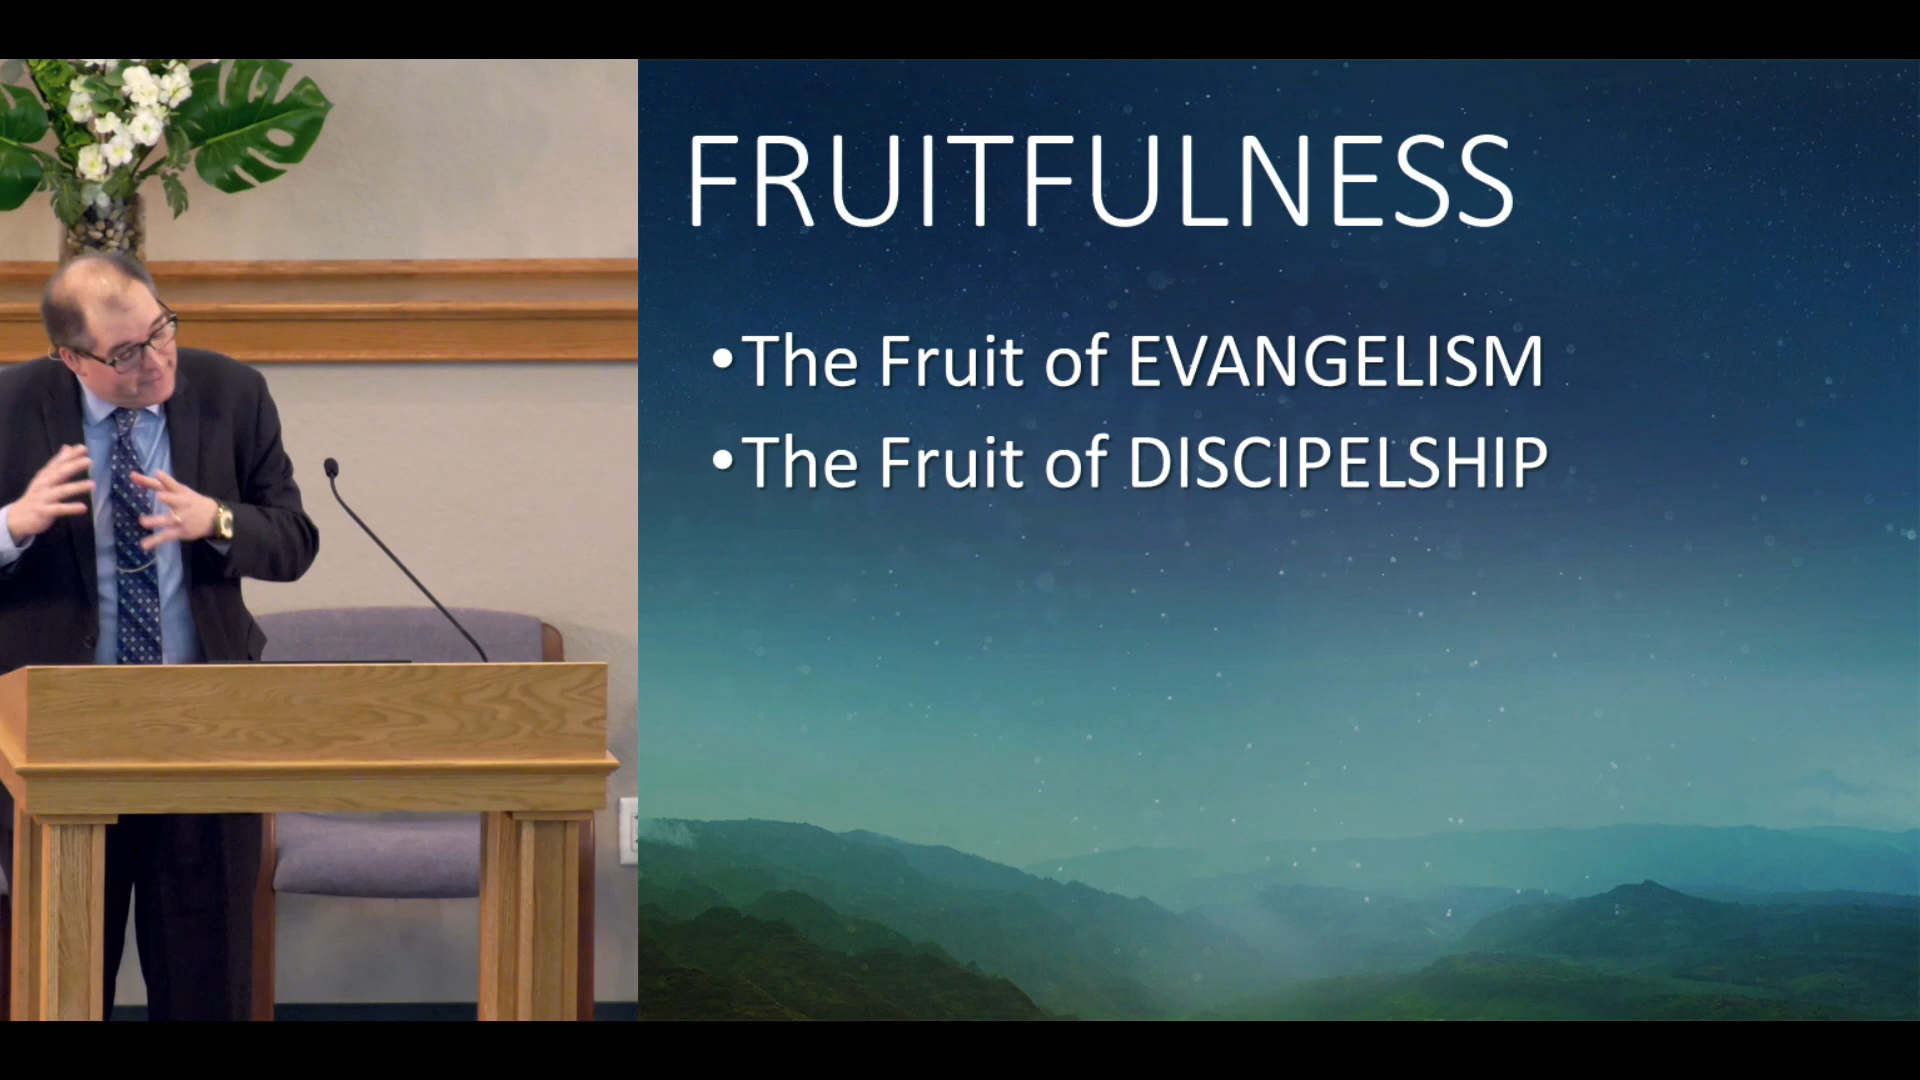 FRUITFULNESS
•The Fruit of EVANGELISM
•The Fruit of DISCIPELSHIP